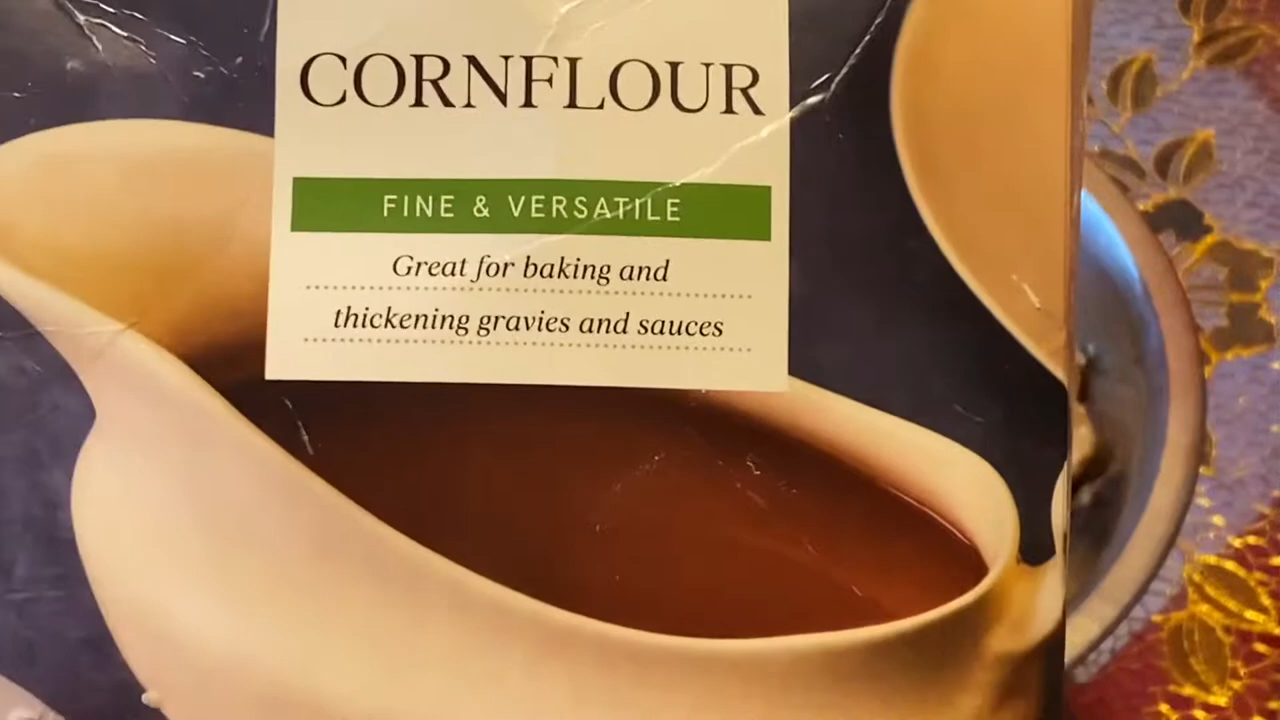 CORNFLOUR
FINE & VERSATILE
Great for baking and
thickening gravies and sauces